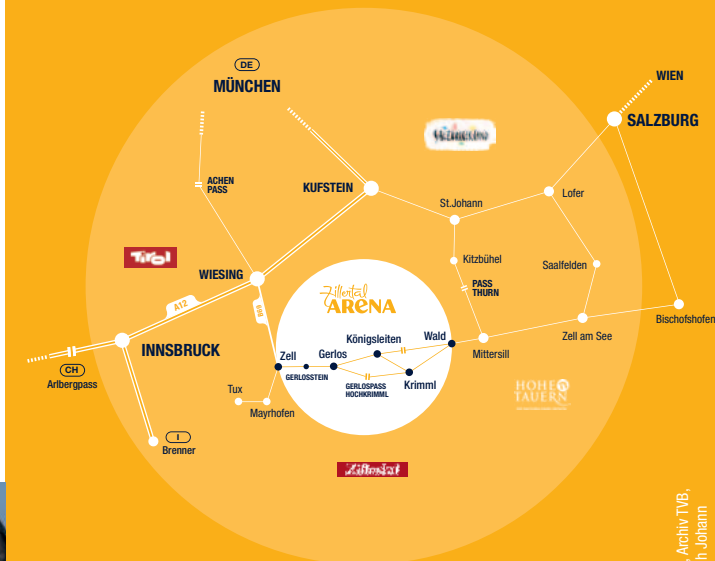 DE
MÜNCHEN
WIEN
SALZBURG
ACHEN
PASS
KUFSTEIN
St.Johann
Lofer
Tirol
WIESING
Kitzbühel
Saalfelden
PASS
THURN
A12
B169
Zillertal
ARENA
Bischofshofen
INNSBRUCK
Königsleiten
Wald
Zell am See
Zell
Gerlos
Mittersill
CH
Arlbergpass
GERLOSSTEIN
GERLOSPASS
HOCHKRIMML
Krimml
Tux
Mayrhofen
HOHE
TAUERN
I
Brenner
Zillertal
, Archiv TVB,
h Johann